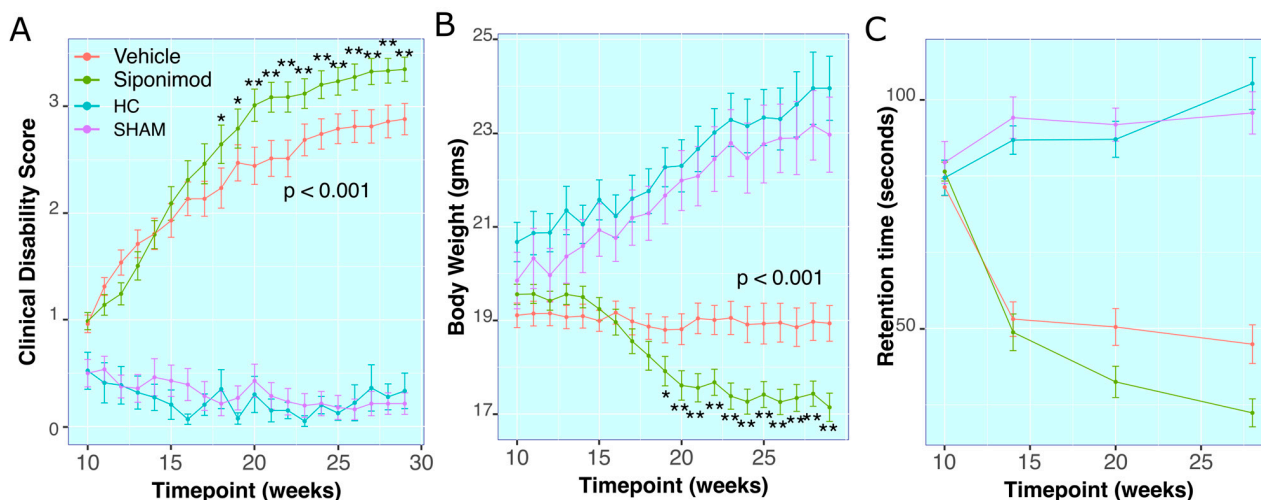 A
Clinical Disability Score
3
2
1
0
Vehicle
Siponimod
HC
SHAM
* * ** ** ** ** ** ** ** ** ** **
p < 0.001
10 15 20 25 30
Timepoint (weeks)
B
Body Weight (gms)
25
23
21
19
17
p < 0.001
* ** ** ** ** ** ** ** ** ** **
10 15 20 25
Timepoint (weeks)
C
Retention time (seconds)
100
50
10 15 20 25
Timepoint (weeks)